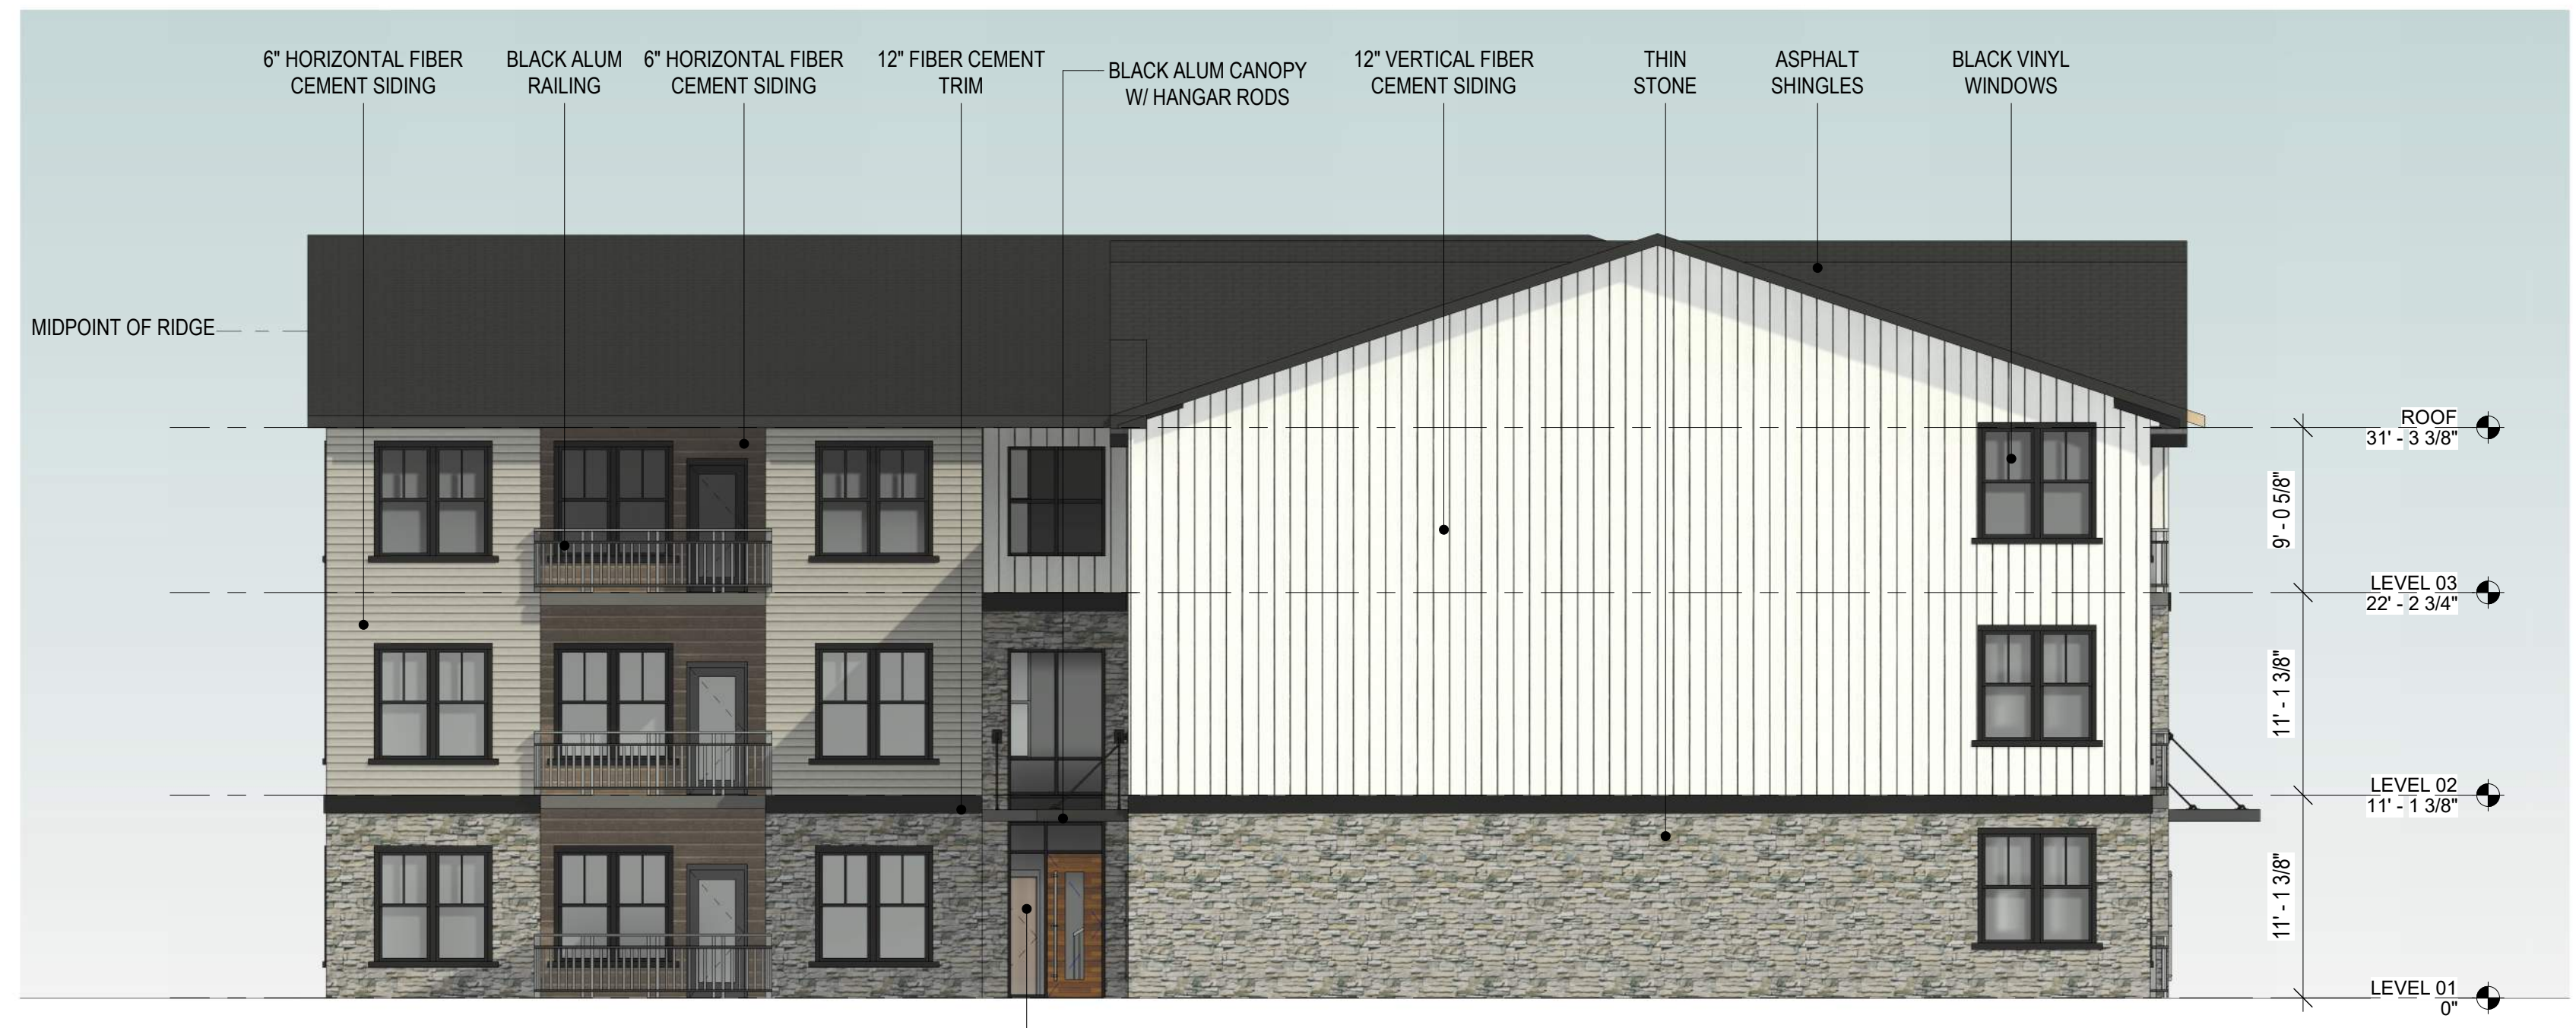 6" HORIZONTAL FIBER
CEMENT SIDING
BLACK ALUM
RAILING
6" HORIZONTAL FIBER
CEMENT SIDING
12" FIBER CEMENT
TRIM
BLACK ALUM CANOPY
W/ HANGAR RODS
12" VERTICAL FIBER
CEMENT SIDING
THIN
STONE
ASPHALT
SHINGLES
BLACK VINYL
WINDOWS
MIDPOINT OF RIDGE
ROOF
31' - 3 3/8"
9' - 0 5/8"
LEVEL 03
22' - 2 3/4"
11' - 1 3/8"
LEVEL 02
11' - 1 3/8"
11' - 1 3/8"
LEVEL 01
0"